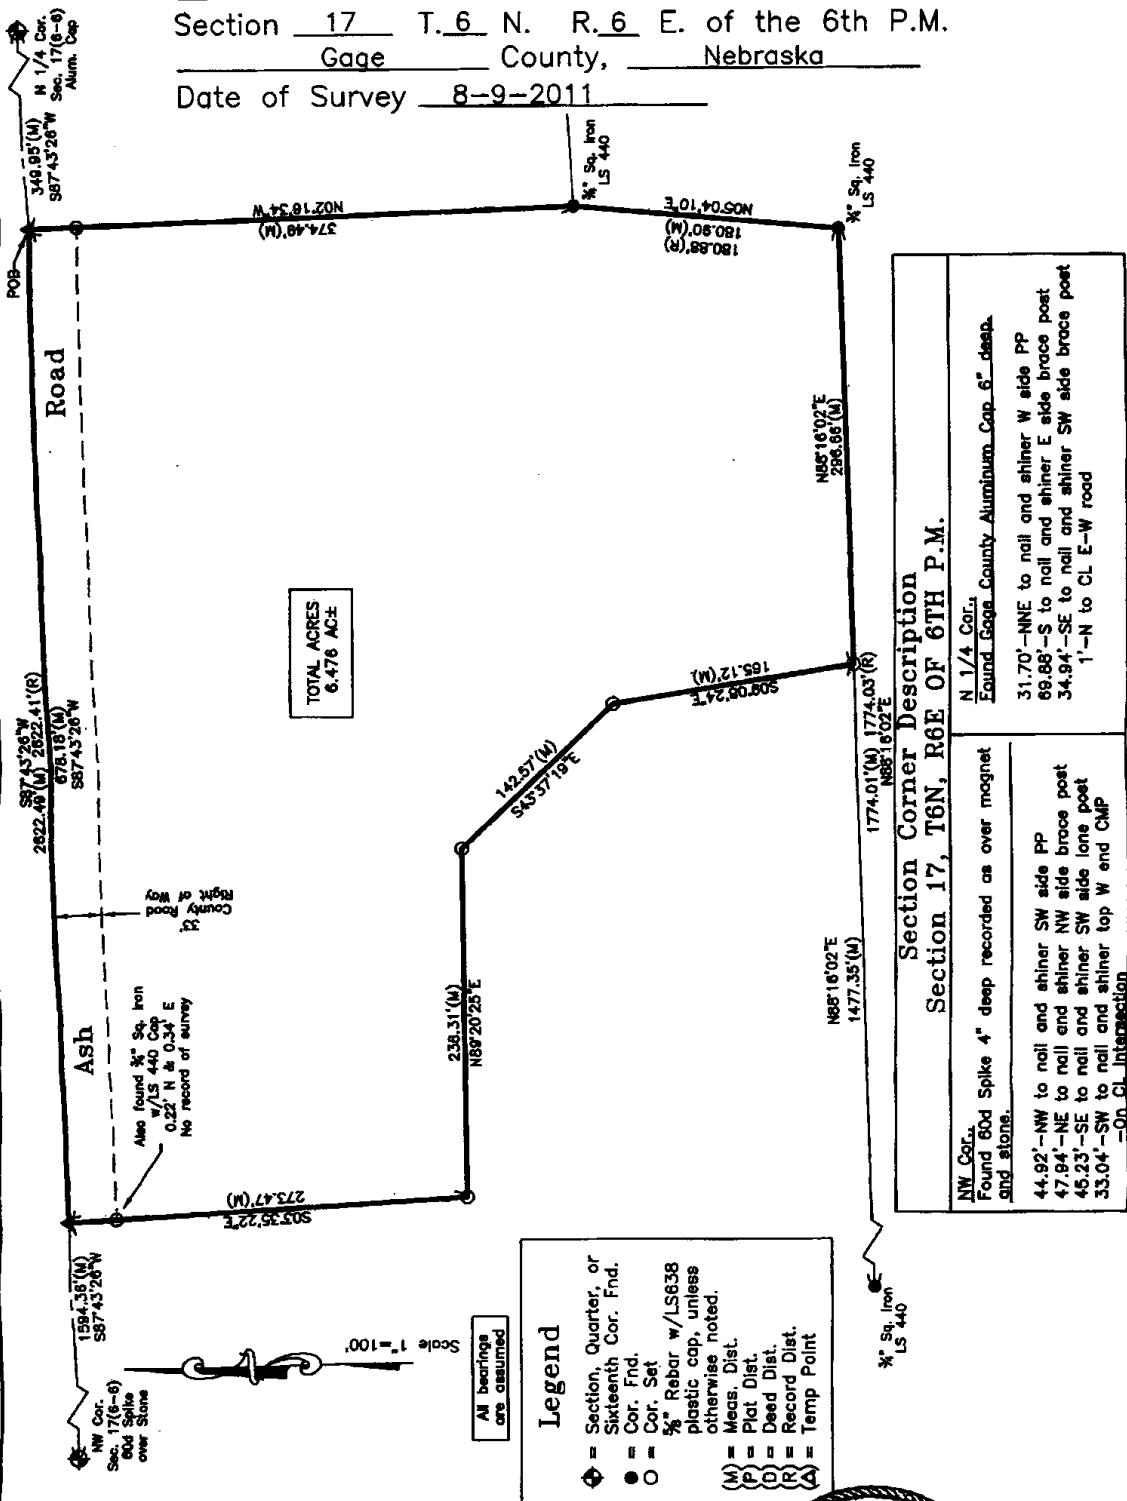 Section 17 T. 6 N. R. 6 E. of the 6th P.M.
Gage County, Nebraska
Date of Survey 8-9-2011
N 1/4 Cor.
Sec. 17(6-6)
Alum. Cap
349.95'(M)
S87°43'26"W
POB
Road
N02°16'34"W
374.49'(M)
¾" Sq. Iron
LS 440
N05°04'10"E
180.90'(M)
180.88'(R)
¾" Sq. Iron
LS 440
S87°43'26"W
2622.49'(M) 2622.41'(R)
678.18'(M)
S87°43'26"W
33'
County Road
Right of Way
Ash
Also found ¾" Sq. Iron
w/LS 440 Cap
0.22' N & 0.34' E
No record of survey
TOTAL ACRES
6.476 AC±
N88°16'02"E
296.66'(M)
S09°08'24"E
165.12'(M)
142.57'(M)
S43°37'19"E
238.31'(M)
N89°20'25"E
S03°35'22"E
273.47'(M)
1774.01'(M) 1774.03'(R)
N88°16'02"E
N88°16'02"E
1477.35'(M)
¾" Sq. Iron
LS 440
1594.36'(M)
S87°43'26"W
NW Cor.
Sec. 17(6-6)
60d Spike
over Stone
Scale 1"=100'
All bearings
are assumed
Legend
= Section, Quarter, or
Sixteenth Cor. Fnd.
● = Cor. Fnd.
○ = Cor. Set
⅝" Rebar w/LS638
plastic cap, unless
otherwise noted.
(M) = Meas. Dist.
(P) = Plat Dist.
(D) = Deed Dist.
(R) = Record Dist.
(△) = Temp Point
Section Corner Description
Section 17, T6N, R6E OF 6TH P.M.
NW Cor.:
Found 60d Spike 4" deep recorded as over magnet
and stone.
44.92'-NW to nail and shiner SW side PP
47.94'-NE to nail and shiner NW side brace post
45.23'-SE to nail and shiner SW side lone post
33.04'-SW to nail and shiner top W end CMP
-On CL Intersection
N 1/4 Cor.:
Found Gage County Aluminum Cap 6" deep.
31.70'-NNE to nail and shiner W side PP
69.88'-S to nail and shiner E side brace post
34.94'-SE to nail and shiner SW side brace post
1'-N to CL E-W road